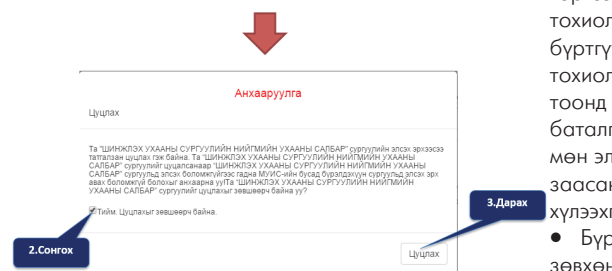 Анхааруулга
Цуцлах
Та "ШИНЖЛЭХ УХААНЫ СУРГУУЛИЙН НИЙГМИЙН УХААНЫ САЛБАР" сургуулийн элсэх эрхээсээ
татгалзан цуцлах гэж байна. Та "ШИНЖЛЭХ УХААНЫ СУРГУУЛИЙН НИЙГМИЙН УХААНЫ
САЛБАР" сургуулийг цуцалсанаар "ШИНЖЛЭХ УХААНЫ СУРГУУЛИЙН НИЙГМИЙН УХААНЫ
САЛБАР" сургуульд элсэх боломжгүйгээс гадна МУИС-ийн бусад бүрэлдэхүүн сургуульд элсэх эрх
авах боломжгүй болохыг анхаарна уу!Та "ШИНЖЛЭХ УХААНЫ СУРГУУЛИЙН НИЙГМИЙН
УХААНЫ САЛБАР" сургуулийг цуцлахыг зөвшөөрч байна уу?
Тийм. Цуцлахыг зөвшөөрч байна.
3.Дарах
2.Сонгох
Цуцлах
тохиол
бүртгү
тохиол
тоонд
баталг
мөн эл
заасан
хүлээхг
• Бүр
зөвхөн